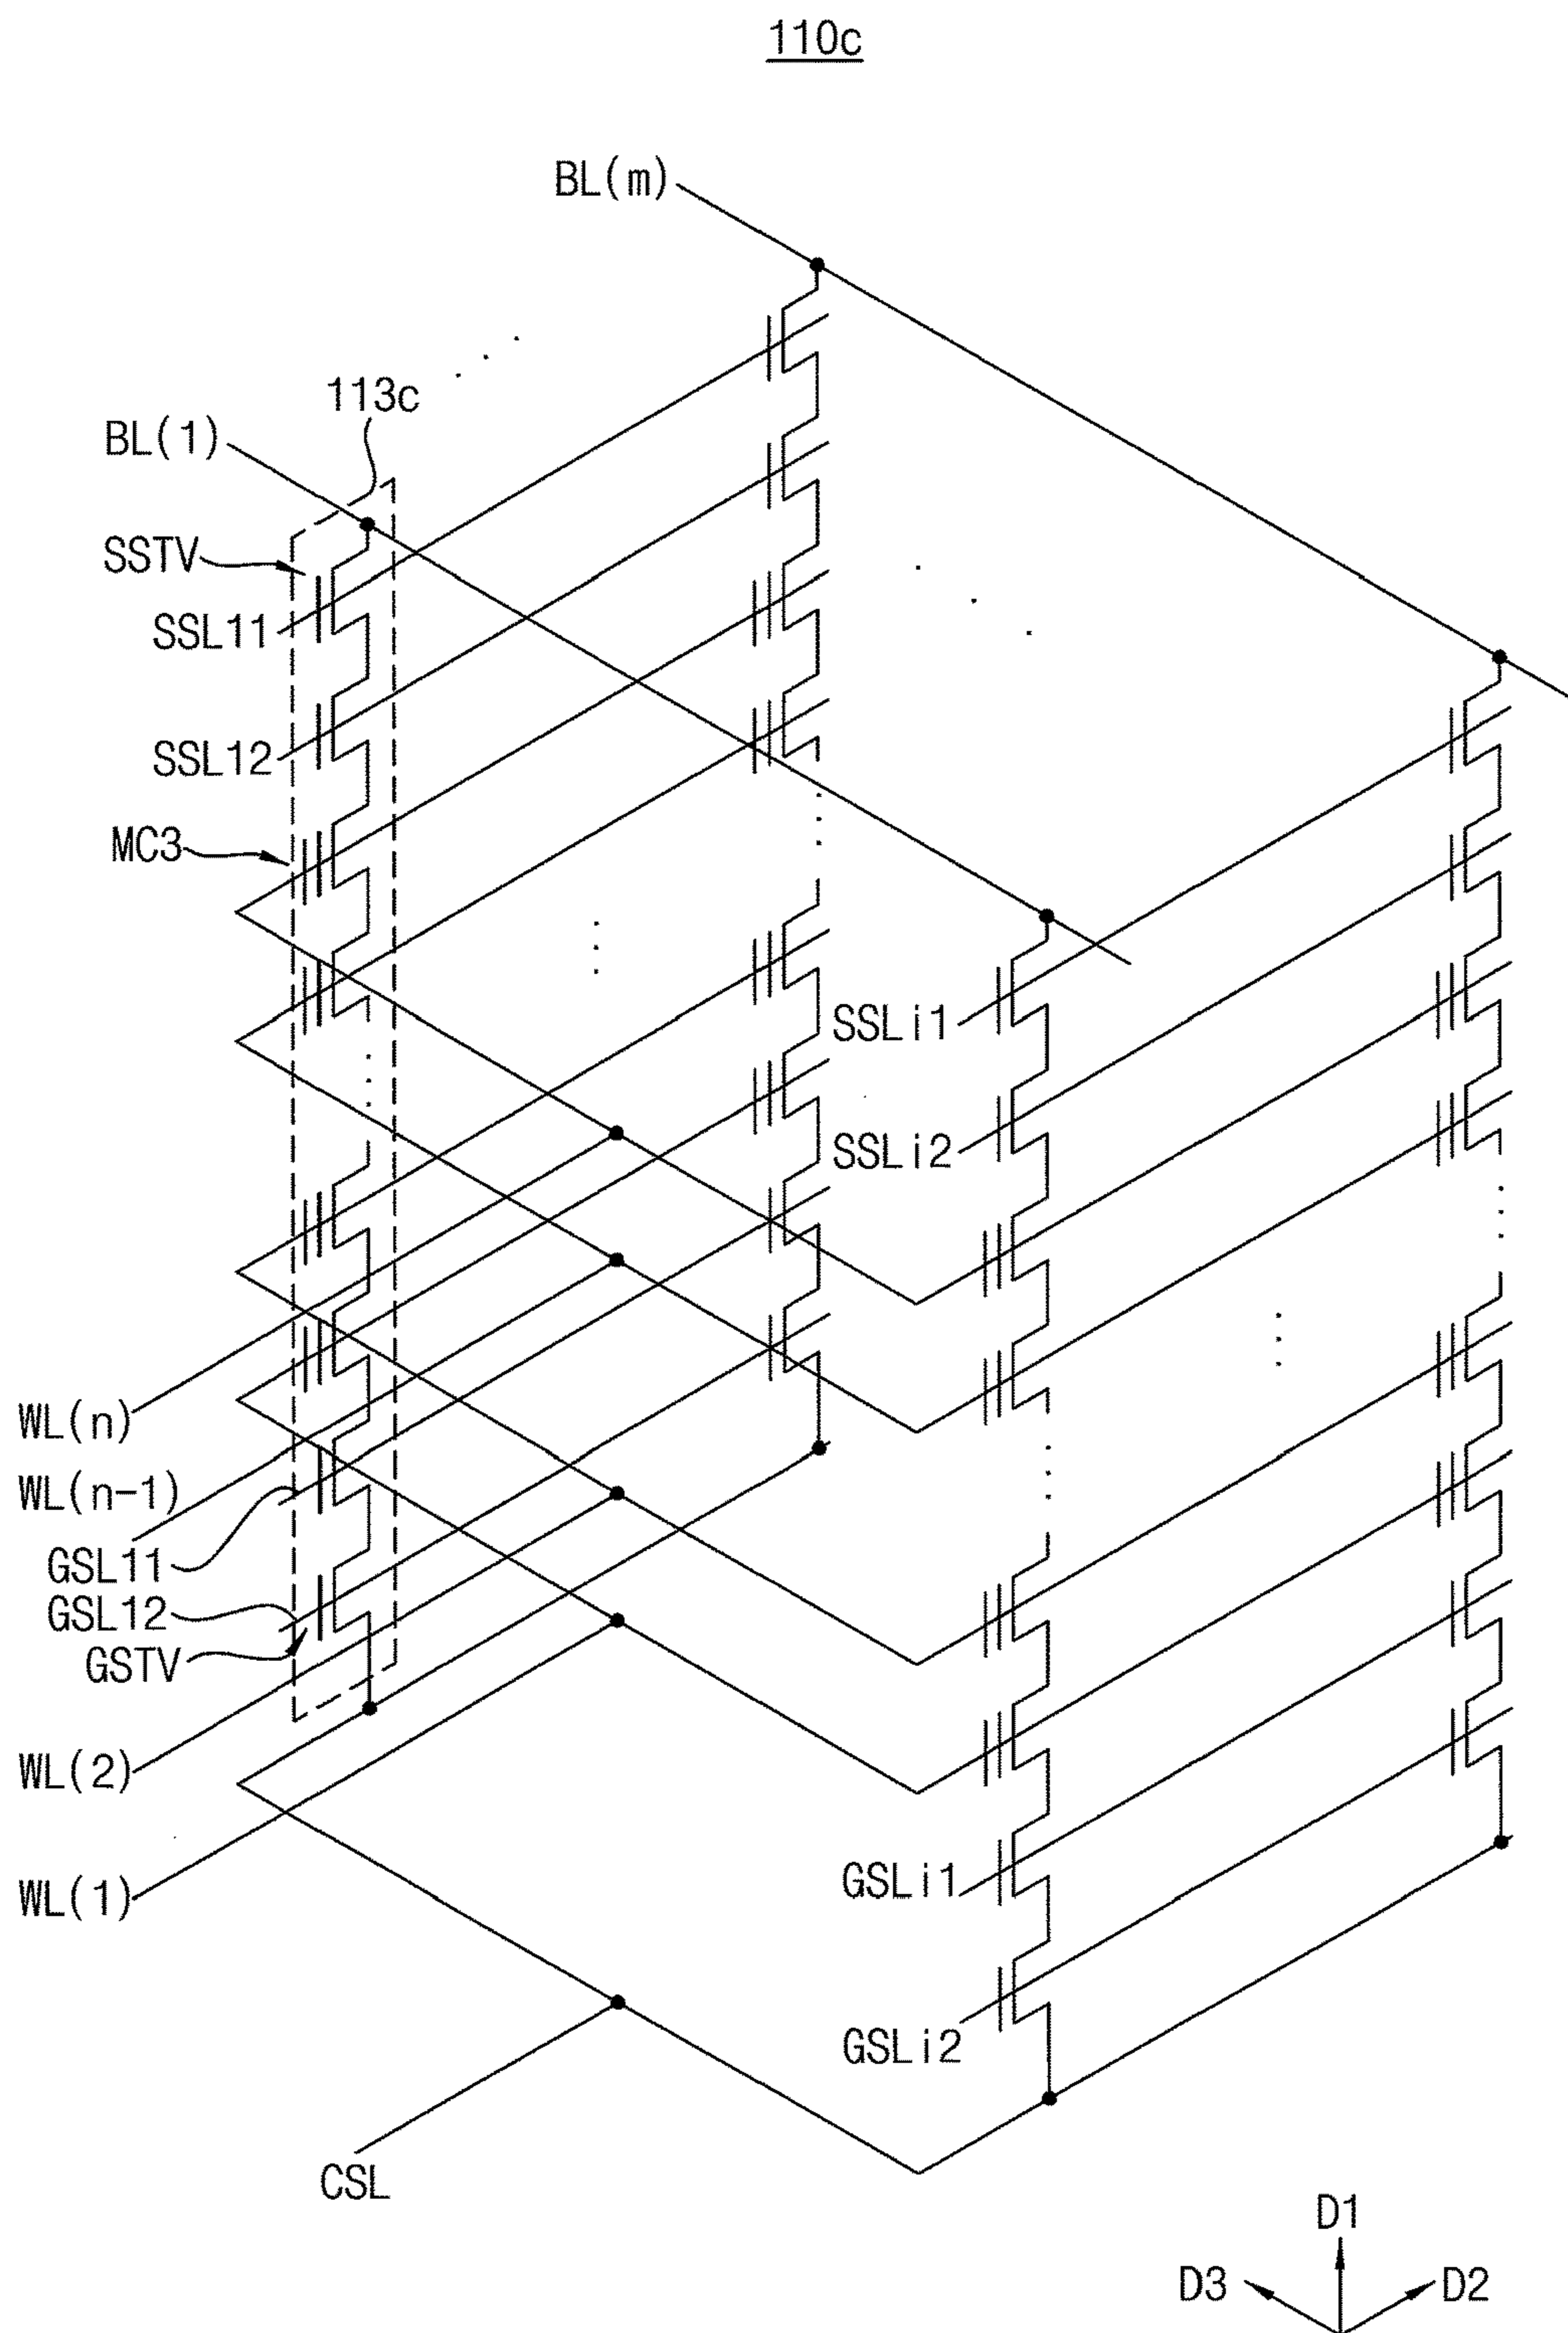 110c
BL(m)
113c
BL(1)
SSTV
SSL11
SSL12
MC3
SSLi1
SSLi2
WL(n)
WL(n-1)
GSL11
GSL12
GSTV
WL(2)
WL(1)
GSLi1
GSLi2
CSL
D1
D3
D2